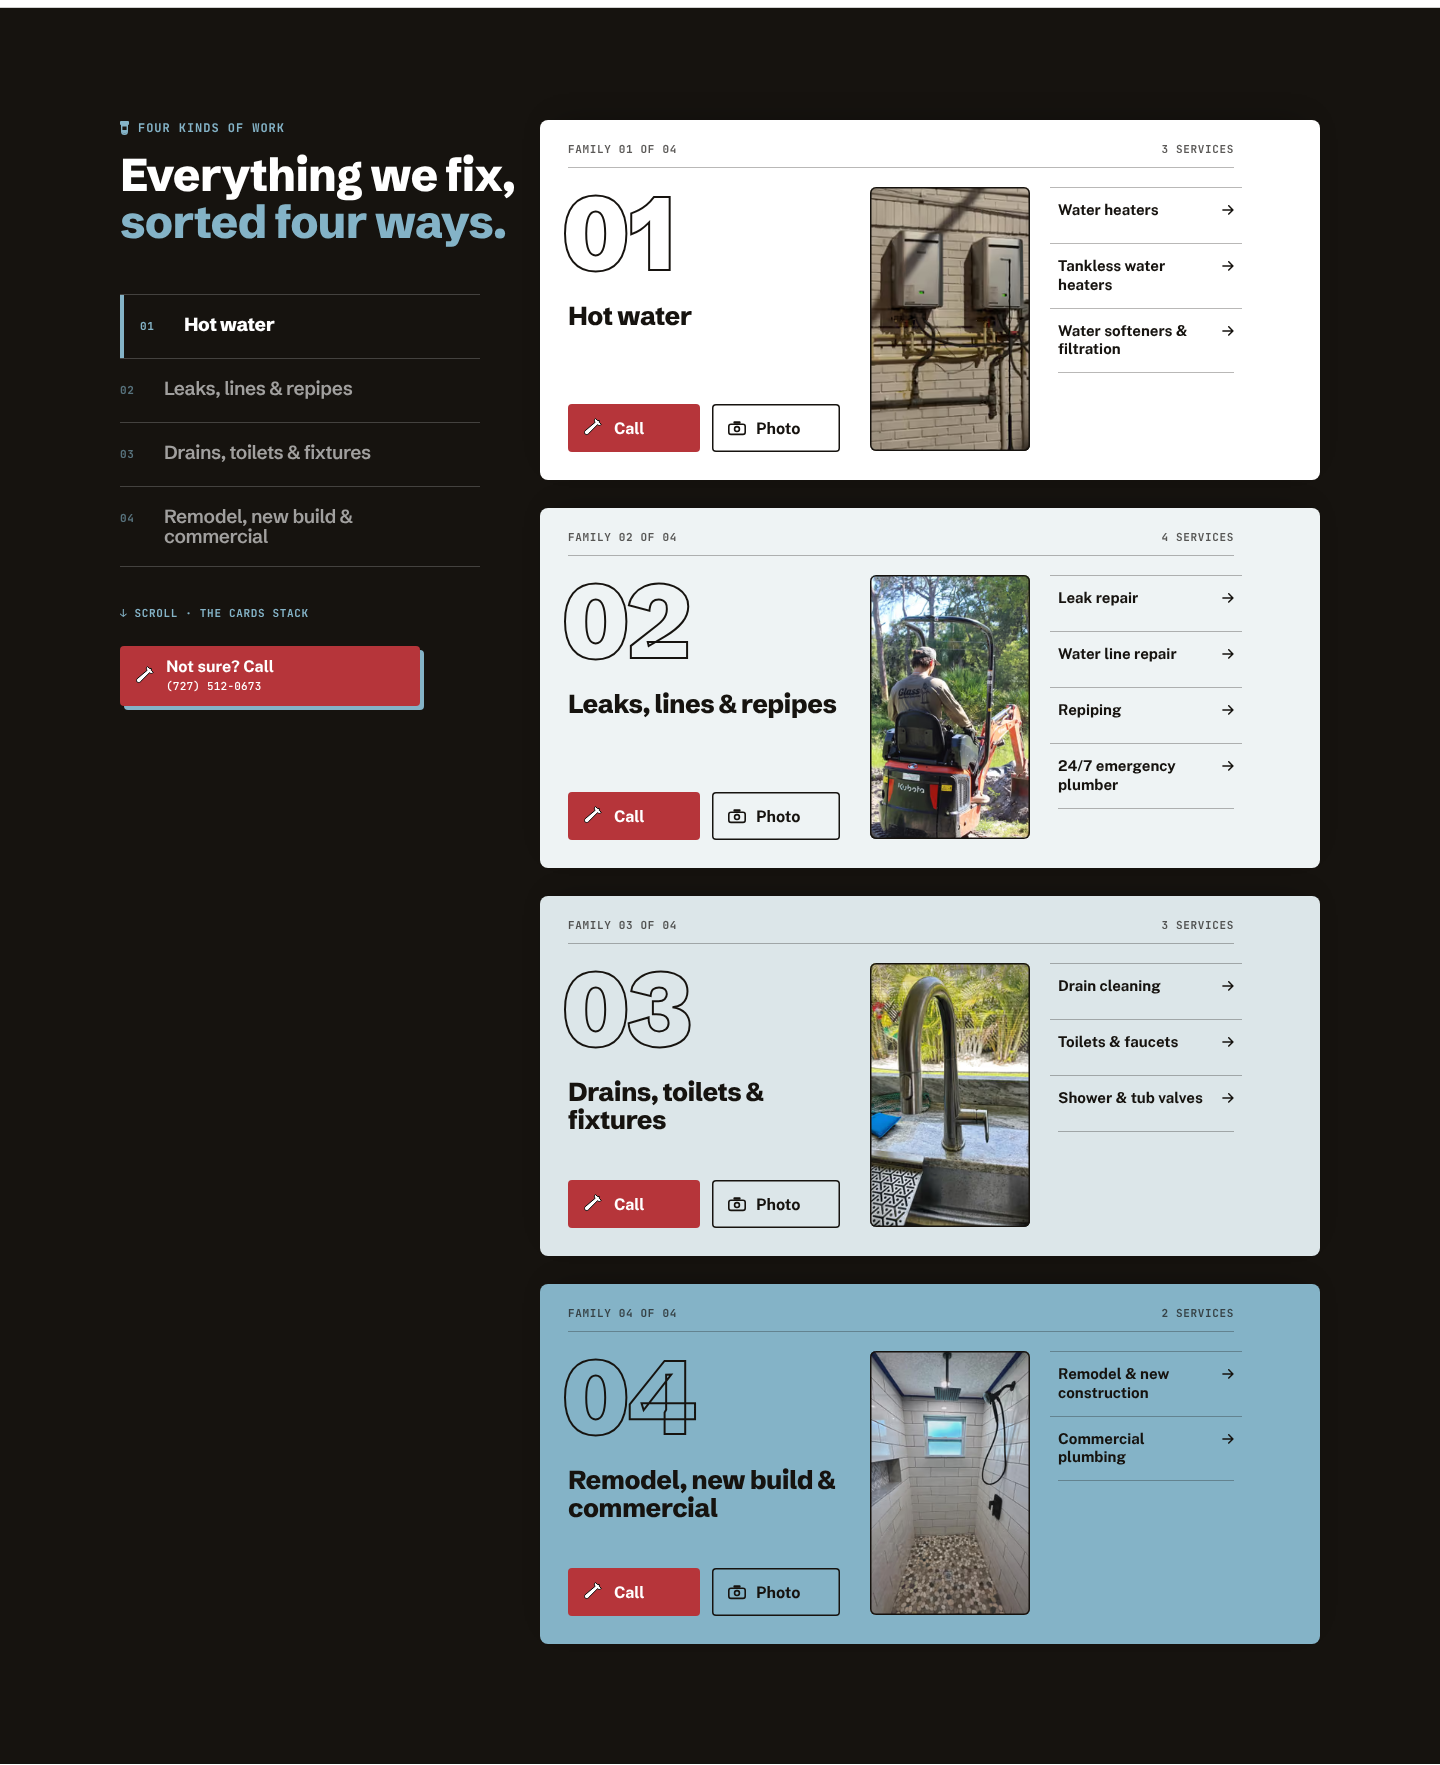 FOUR KINDS OF WORK
Everything we fix,
sorted four ways.
01 Hot water
02 Leaks, lines & repipes
03 Drains, toilets & fixtures
04 Remodel, new build &
commercial
↓ SCROLL · THE CARDS STACK
Not sure? Call
(727) 512-0673
FAMILY 01 OF 04 3 SERVICES
01
Hot water
Call Photo
Water heaters →
Tankless water →
heaters
Water softeners & →
filtration
FAMILY 02 OF 04 4 SERVICES
02
Leaks, lines & repipes
Call Photo
Glass
Kubota
Leak repair →
Water line repair →
Repiping →
24/7 emergency →
plumber
FAMILY 03 OF 04 3 SERVICES
03
Drains, toilets &
fixtures
Call Photo
Drain cleaning →
Toilets & faucets →
Shower & tub valves →
FAMILY 04 OF 04 2 SERVICES
04
Remodel, new build &
commercial
Call Photo
Remodel & new →
construction
Commercial →
plumbing